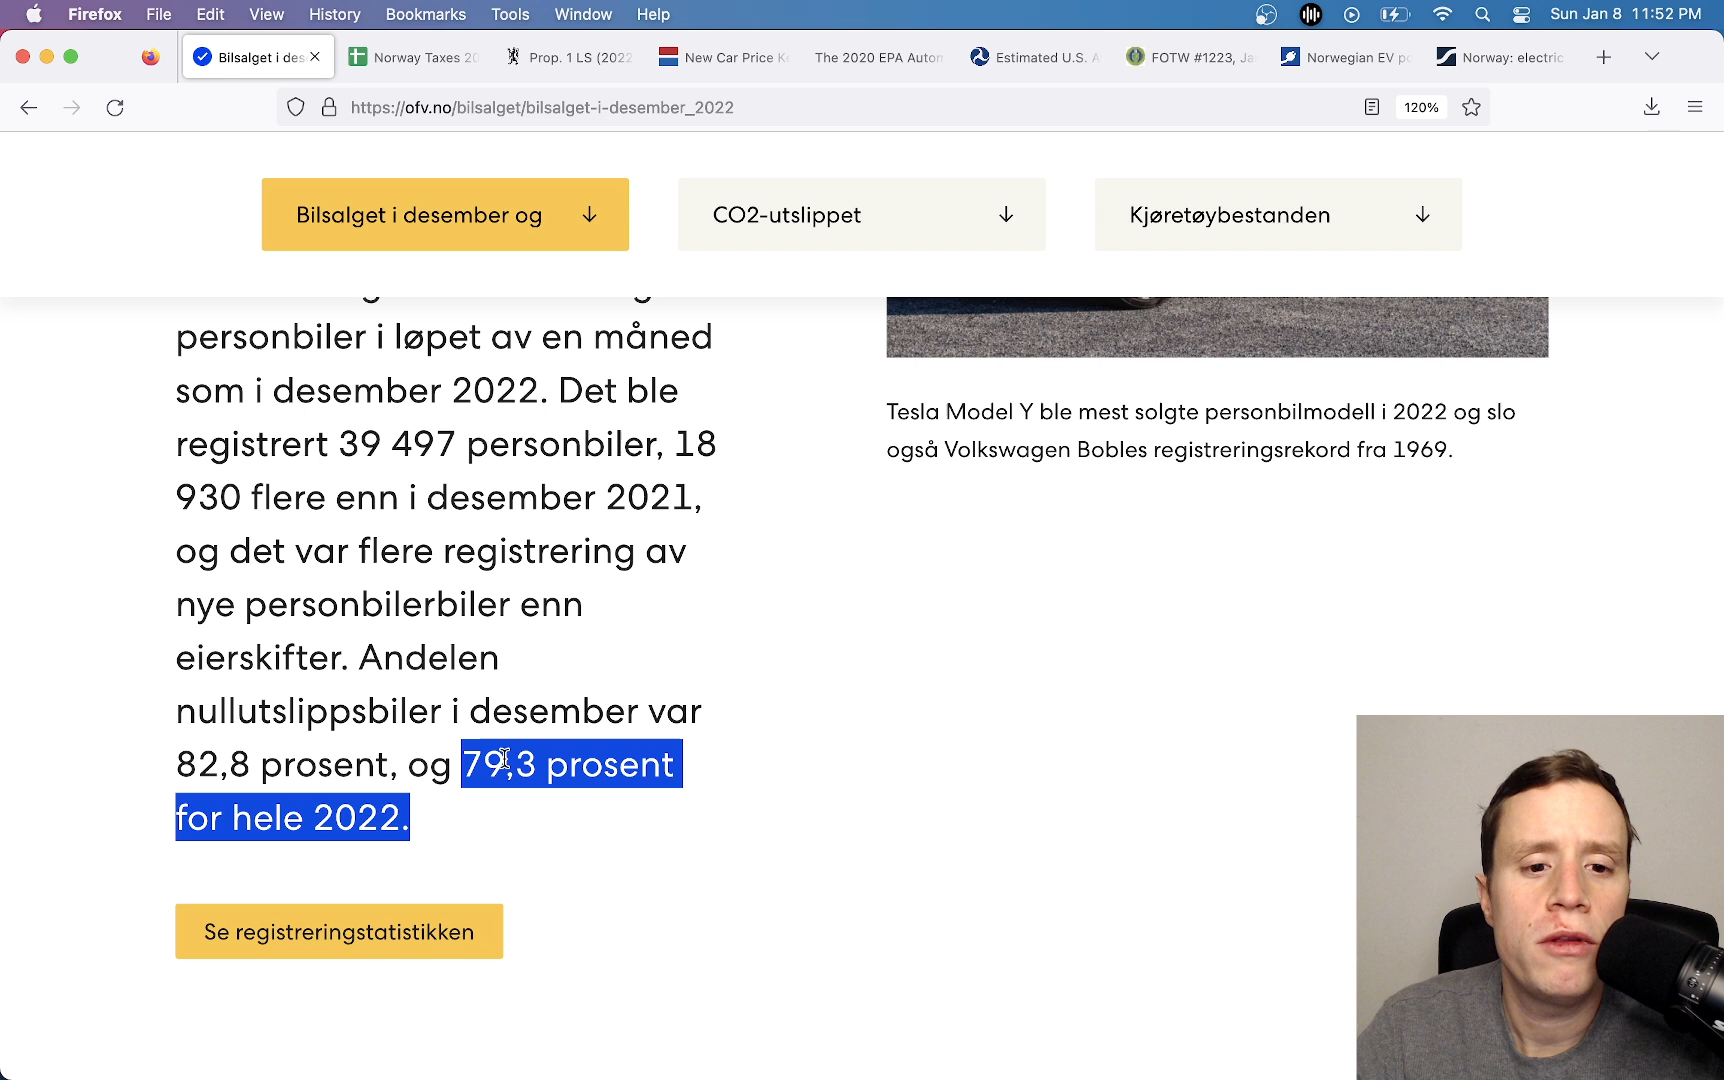 Firefox File Edit View History Bookmarks Tools Window Help Sun Jan 8 11:52 PM
Bilsalget i des Norway Taxes 20 Prop. 1 LS (2022 New Car Price Ke The 2020 EPA Autom Estimated U.S. A FOTW #1223, Ja Norwegian EV po Norway: electric
https://ofv.no/bilsalget/bilsalget-i-desember_2022 120%
Bilsalget i desember og
CO2-utslippet
Kjøretøybestanden
personbiler i løpet av en måned
som i desember 2022. Det ble
registrert 39 497 personbiler, 18
930 flere enn i desember 2021,
og det var flere registrering av
nye personbilerbiler enn
eierskifter. Andelen
nullutslippsbiler i desember var
82,8 prosent, og 79,3 prosent
for hele 2022.
Se registreringstatistikken
Tesla Model Y ble mest solgte personbilmodell i 2022 og slo
også Volkswagen Bobles registreringsrekord fra 1969.